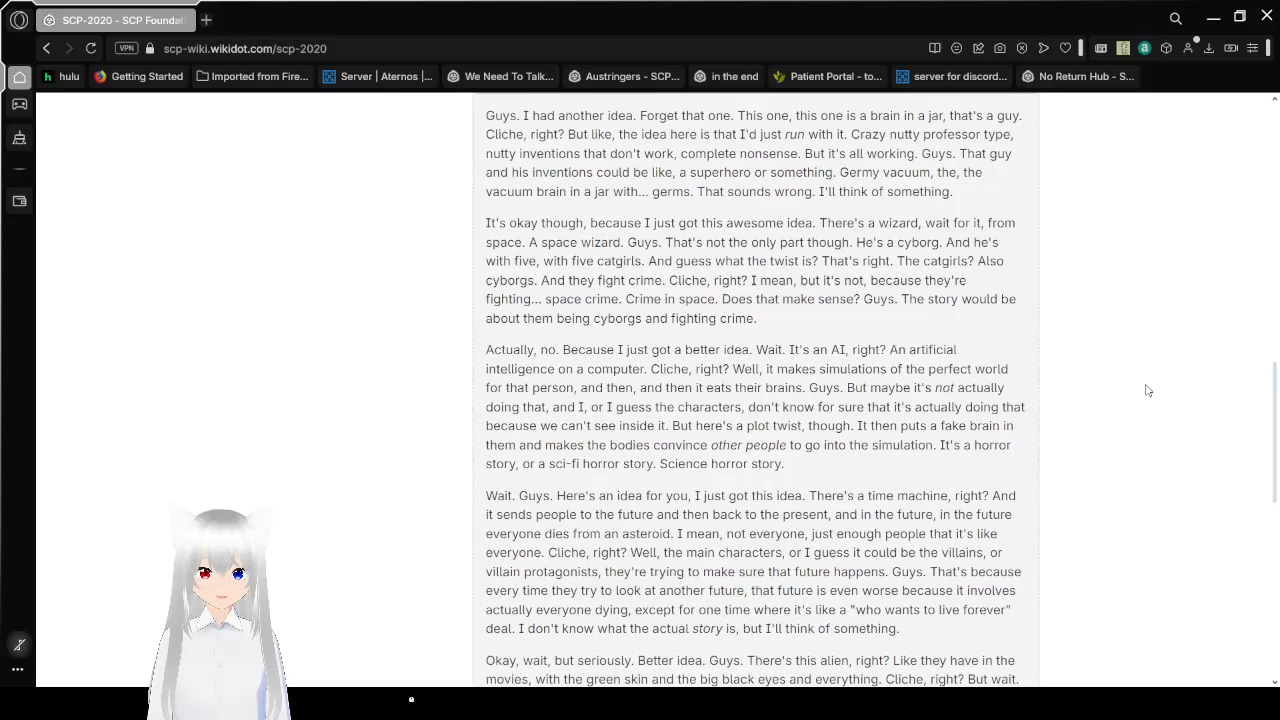 SCP-2020 - SCP Foundat
VPN
scp-wiki.wikidot.com/scp-2020
hulu
Getting Started
Imported from Fire...
Server | Aternos |...
We Need To Talk...
Austringers - SCP...
in the end
Patient Portal - to...
server for discord...
No Return Hub - S...
Guys. I had another idea. Forget that one. This one, this one is a brain in a jar, that's a guy.
Cliche, right? But like, the idea here is that I'd just run with it. Crazy nutty professor type,
nutty inventions that don't work, complete nonsense. But it's all working. Guys. That guy
and his inventions could be like, a superhero or something. Germy vacuum, the, the
vacuum brain in a jar with... germs. That sounds wrong. I'll think of something.
It's okay though, because I just got this awesome idea. There's a wizard, wait for it, from
space. A space wizard. Guys. That's not the only part though. He's a cyborg. And he's
with five, with five catgirls. And guess what the twist is? That's right. The catgirls? Also
cyborgs. And they fight crime. Cliche, right? I mean, but it's not, because they're
fighting... space crime. Crime in space. Does that make sense? Guys. The story would be
about them being cyborgs and fighting crime.
Actually, no. Because I just got a better idea. Wait. It's an AI, right? An artificial
intelligence on a computer. Cliche, right? Well, it makes simulations of the perfect world
for that person, and then, and then it eats their brains. Guys. But maybe it's not actually
doing that, and I, or I guess the characters, don't know for sure that it's actually doing that
because we can't see inside it. But here's a plot twist, though. It then puts a fake brain in
them and makes the bodies convince other people to go into the simulation. It's a horror
story, or a sci-fi horror story. Science horror story.
Wait. Guys. Here's an idea for you, I just got this idea. There's a time machine, right? And
it sends people to the future and then back to the present, and in the future, in the future
everyone dies from an asteroid. I mean, not everyone, just enough people that it's like
everyone. Cliche, right? Well, the main characters, or I guess it could be the villains, or
villain protagonists, they're trying to make sure that future happens. Guys. That's because
every time they try to look at another future, that future is even worse because it involves
actually everyone dying, except for one time where it's like a "who wants to live forever"
deal. I don't know what the actual story is, but I'll think of something.
Okay, wait, but seriously. Better idea. Guys. There's this alien, right? Like they have in the
movies, with the green skin and the big black eyes and everything. Cliche, right? But wait.